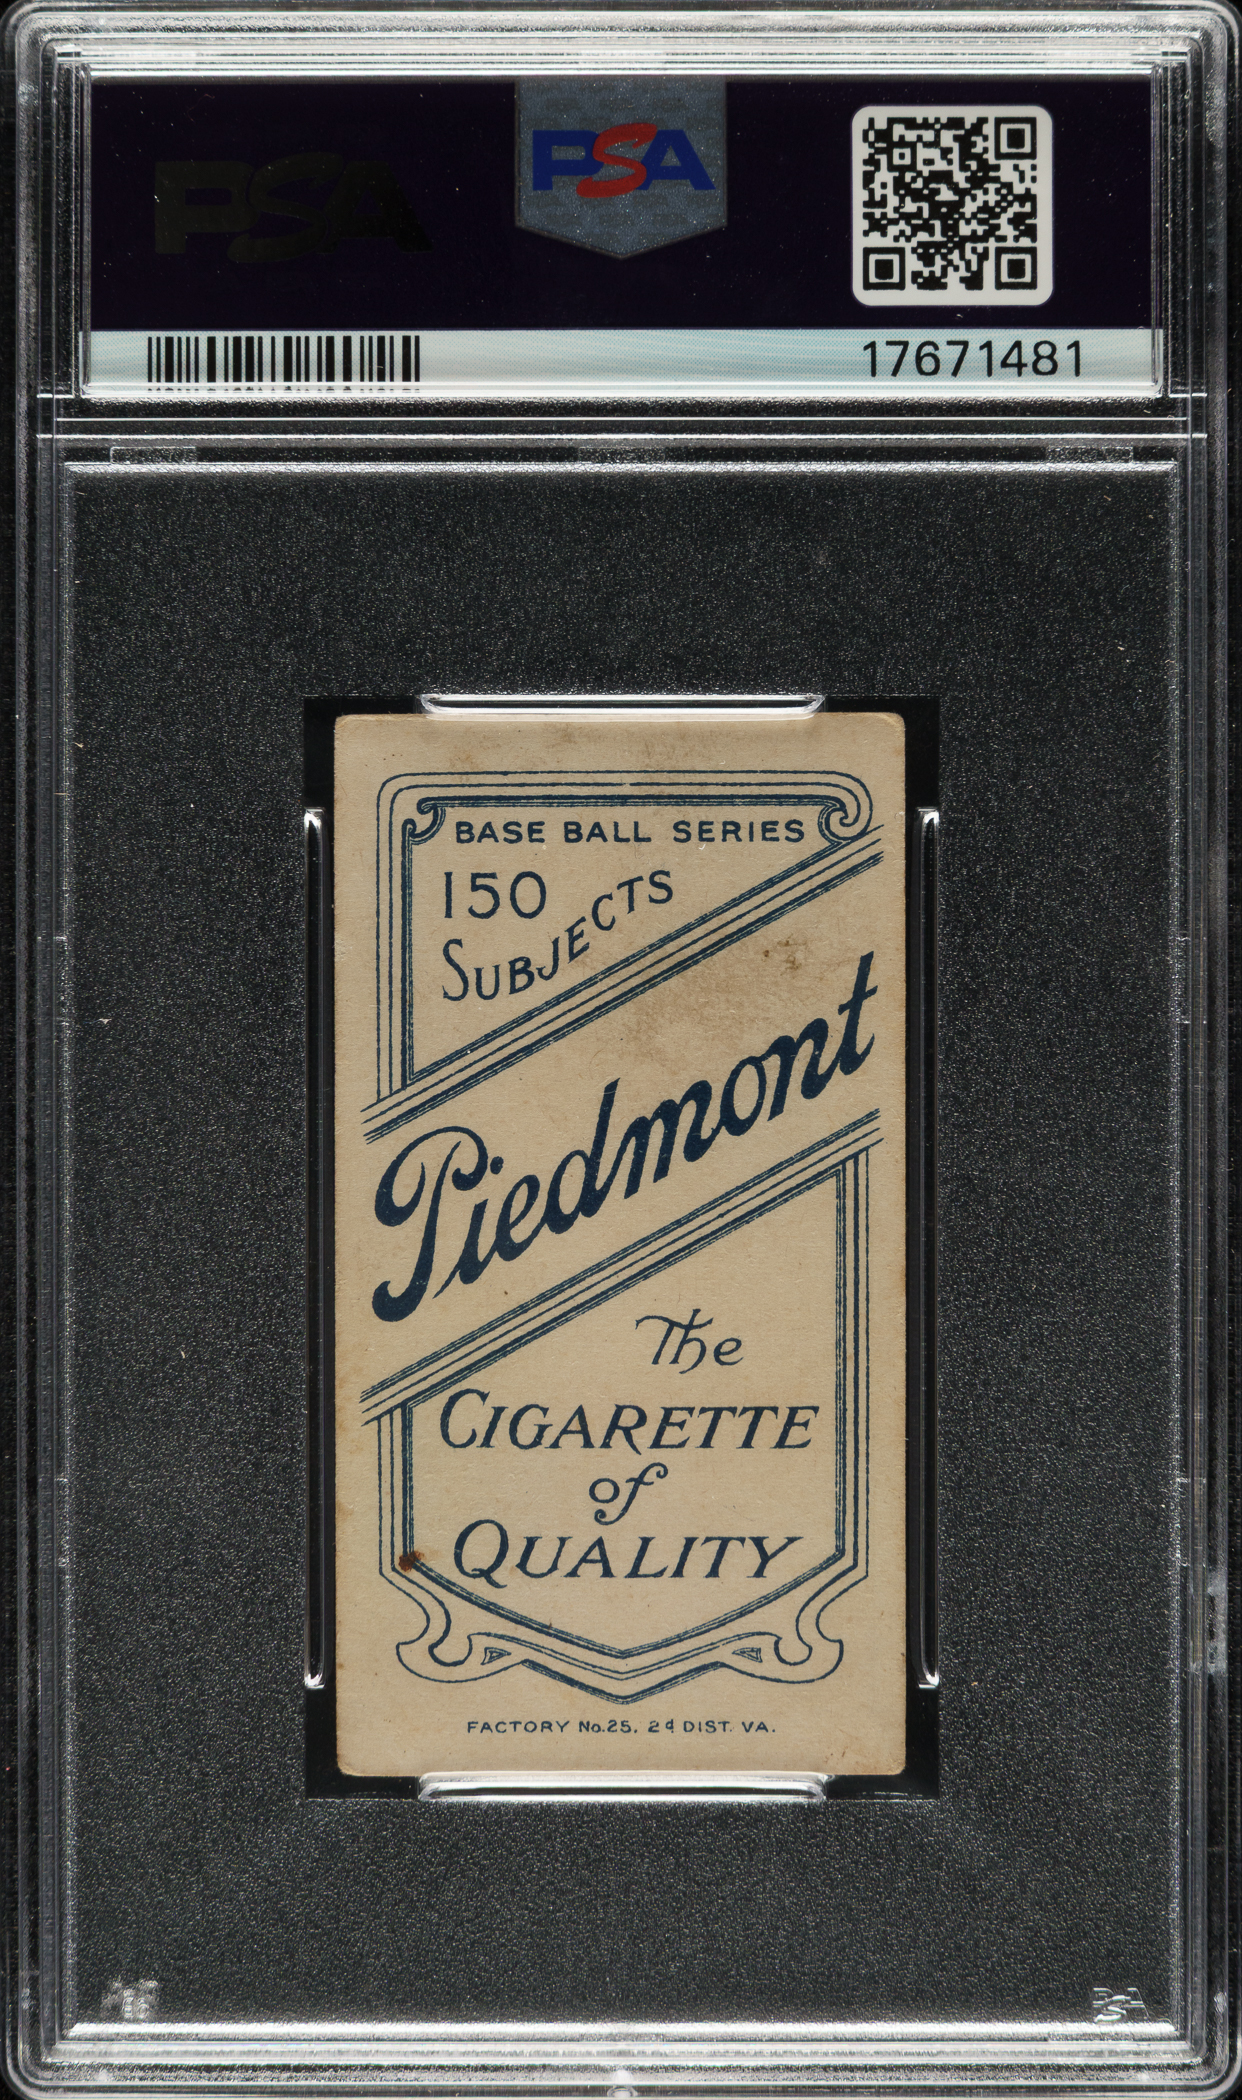 PSA
PSA
17671481
BASE BALL SERIES
150
SUBJECTS
Piedmont
The
CIGARETTE
of
QUALITY
FACTORY No. 25. 2d DIST. VA.
PSA